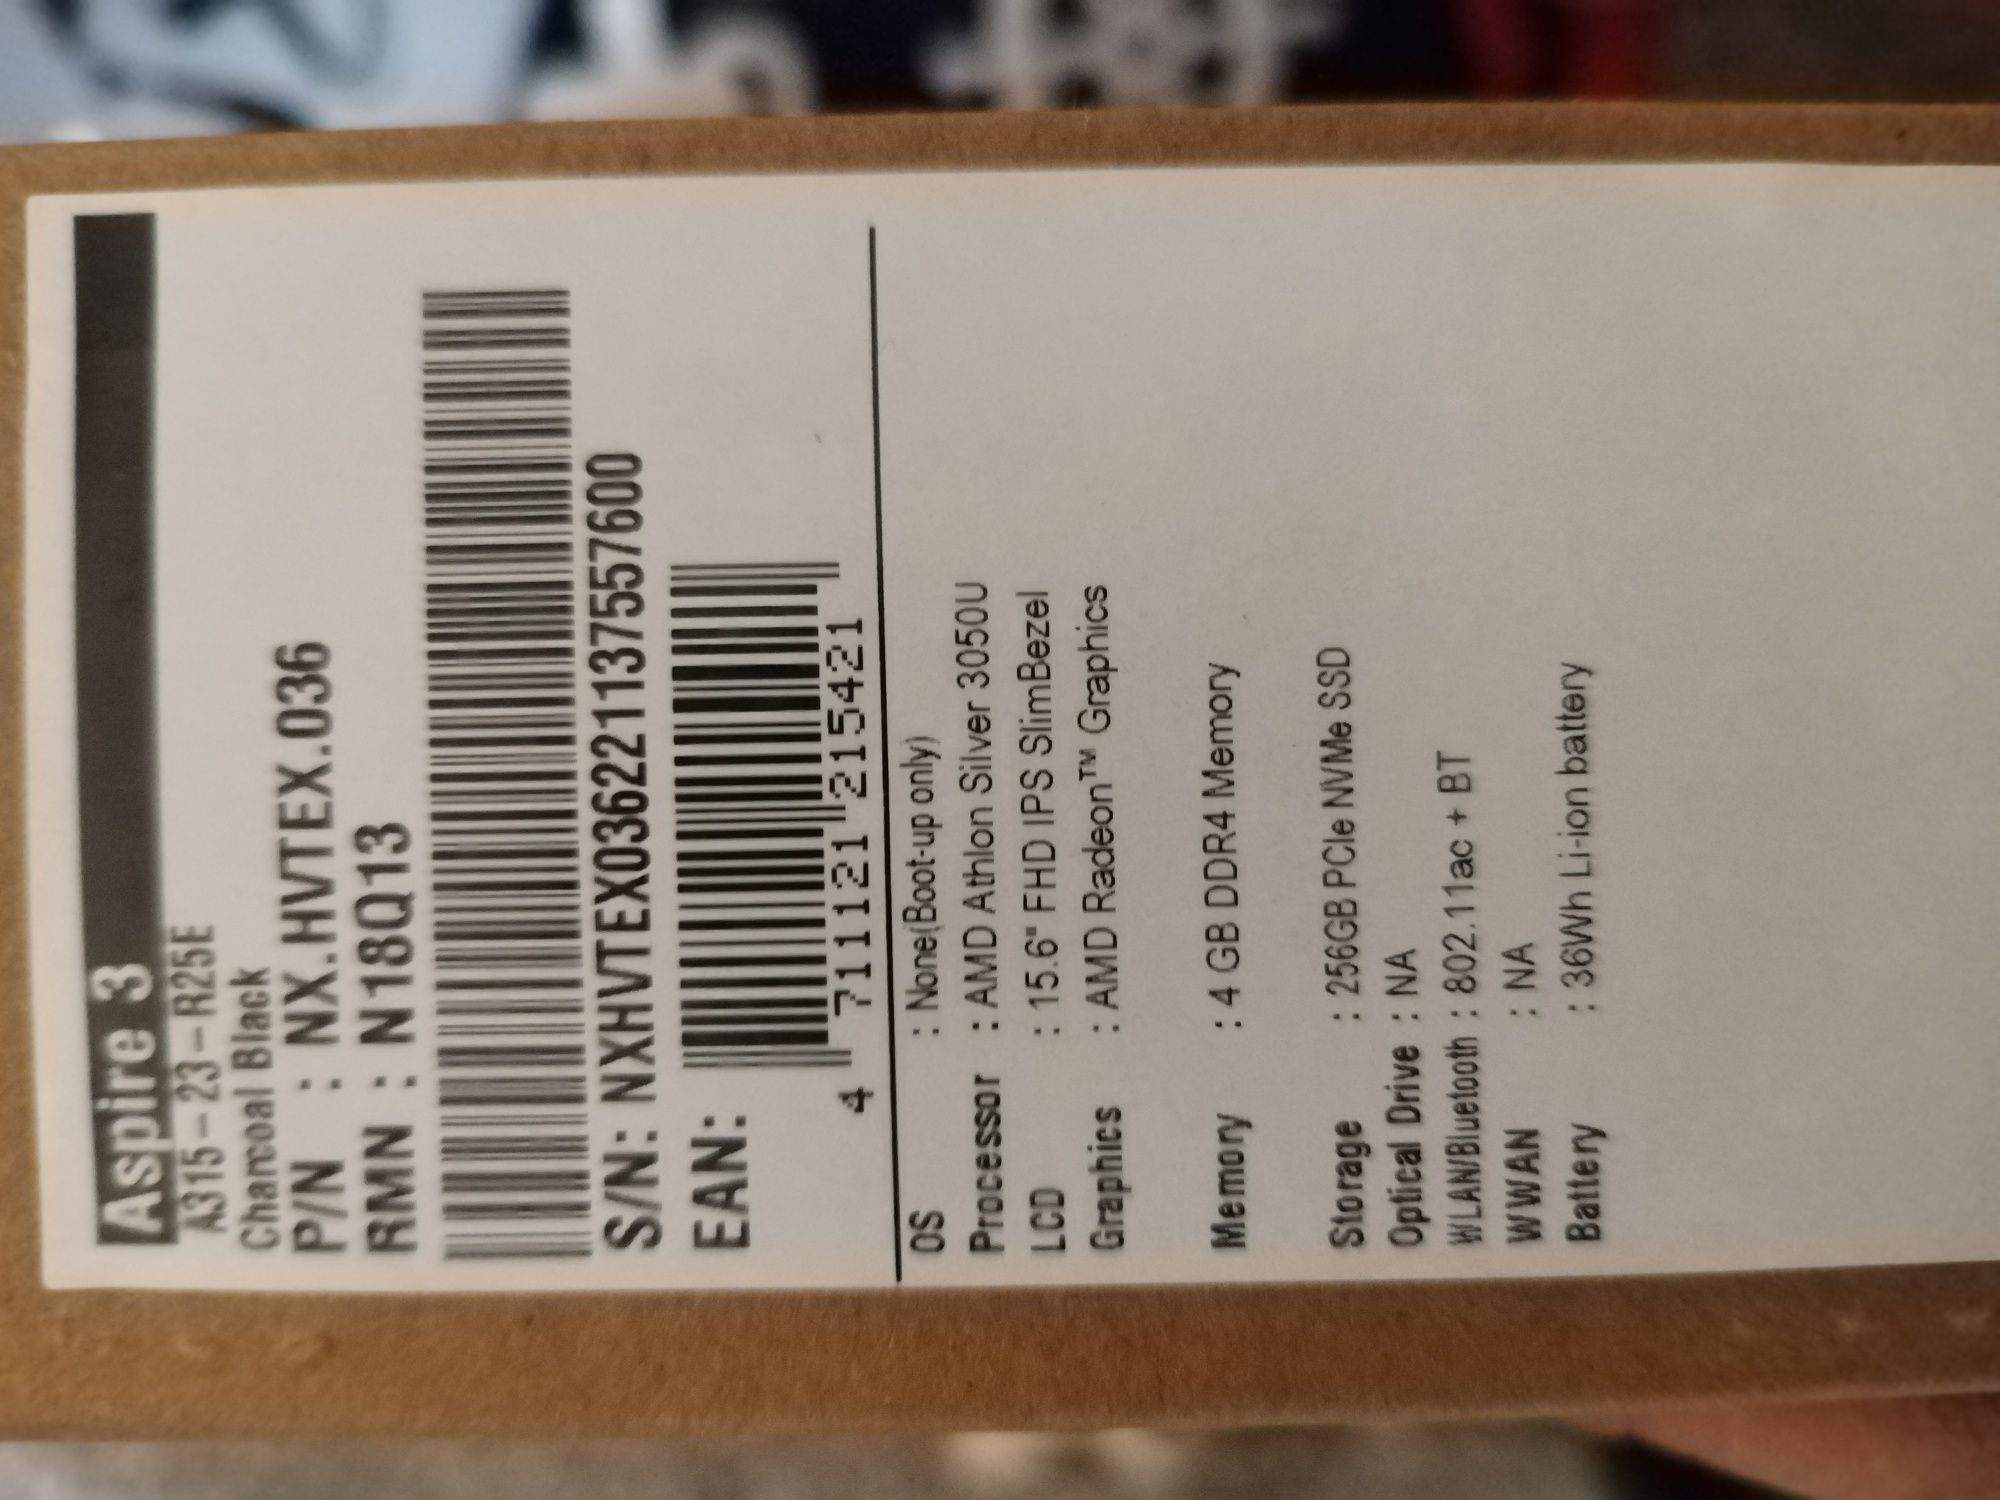 Aspire 3
A315-23-R25E
Charcoal Black
P/N : NX.HVTEX.036
RMN : N18Q13
S/N: NXHVTEX036221137557600
EAN:
4 711121 215421
OS : None(Boot-up only)
Processor : AMD Athlon Silver 3050U
LCD : 15.6" FHD IPS SlimBezel
Graphics : AMD Radeon™ Graphics
Memory : 4 GB DDR4 Memory
Storage : 256GB PCIe NVMe SSD
Optical Drive : NA
WLAN/Bluetooth : 802.11ac + BT
WWAN : NA
Battery : 36Wh Li-ion battery